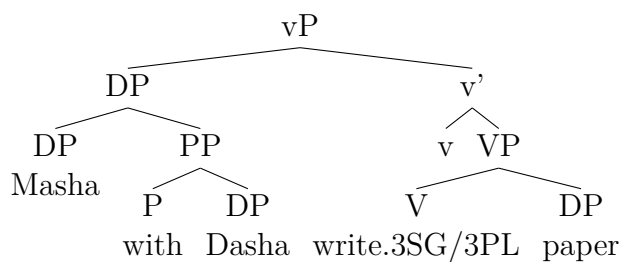 vP
DP v'
DP PP v VP
Masha P DP V DP
with Dasha write.3SG/3PL paper